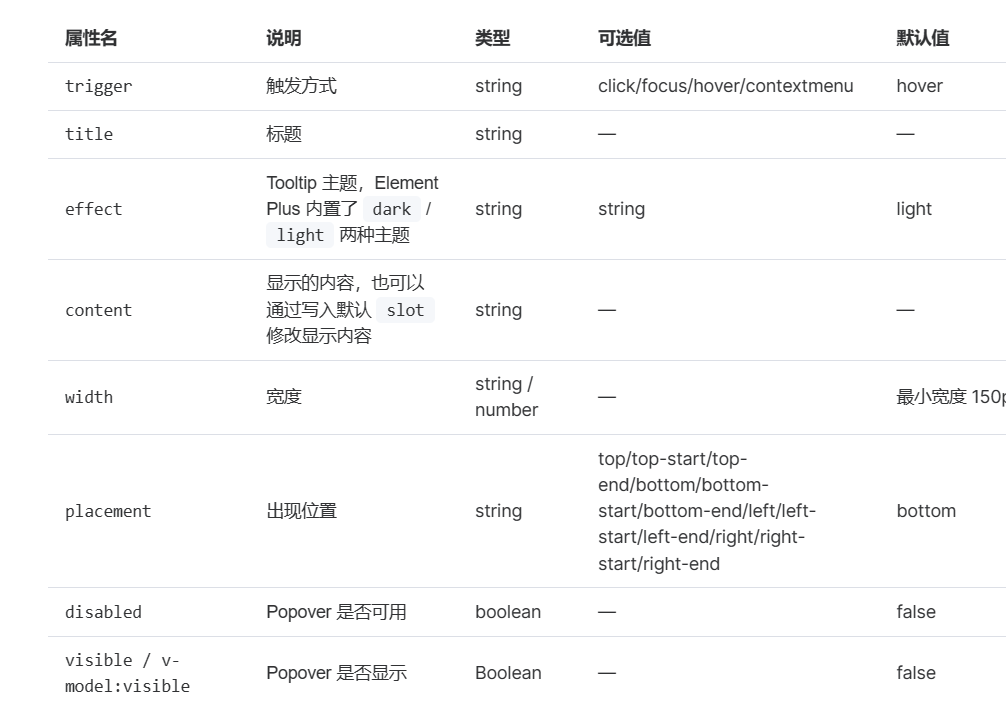 属性名 说明 类型 可选值 默认值
trigger 触发方式 string click/focus/hover/contextmenu hover
title 标题 string — —
Tooltip 主题，Element
Plus 内置了 dark /
effect string string light
light 两种主题
显示的内容，也可以
content 通过写入默认 slot string — —
修改显示内容
string /
width 宽度 — 最小宽度 150p
number
top/top-start/top-
end/bottom/bottom-
placement 出现位置 string start/bottom-end/left/left- bottom
start/left-end/right/right-
start/right-end
disabled Popover 是否可用 boolean — false
visible / v-
Popover 是否显示 Boolean — false
model:visible